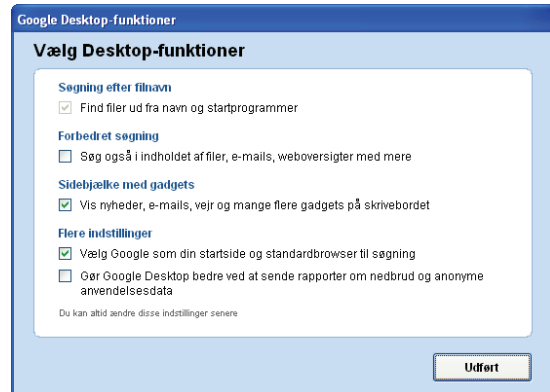 Google Desktop-funktioner
Vælg Desktop-funktioner
Søgning efter filnavn
Find filer ud fra navn og startprogrammer
Forbedret søgning
Søg også i indholdet af filer, e-mails, weboversigter med mere
Sidebjælke med gadgets
Vis nyheder, e-mails, vejr og mange flere gadgets på skrivebordet
Flere indstillinger
Vælg Google som din startside og standardbrowser til søgning
Gør Google Desktop bedre ved at sende rapporter om nedbrud og anonyme
anvendelsesdata
Du kan altid ændre disse indstillinger senere
Udført